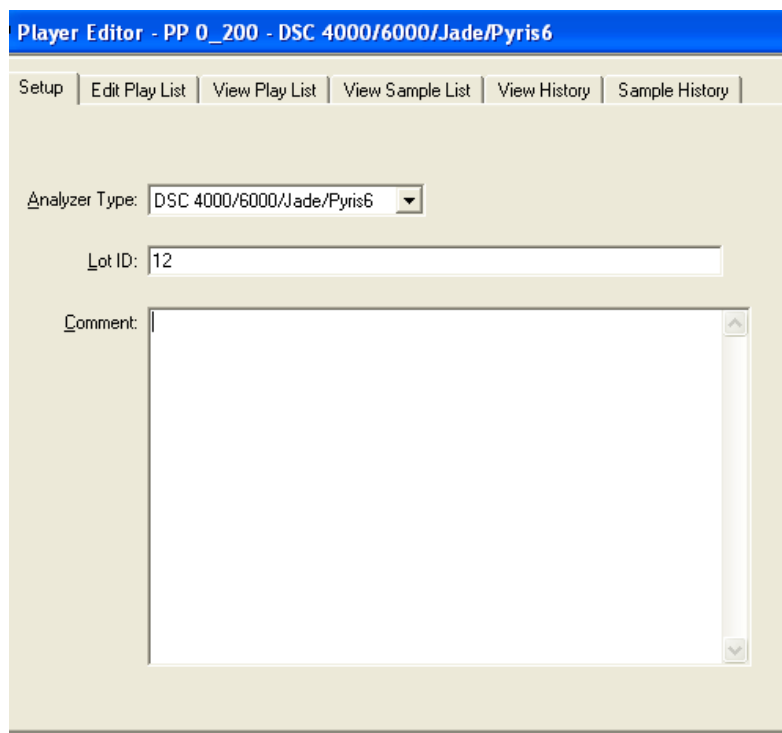 Player Editor - PP 0_200 - DSC 4000/6000/Jade/Pyris6
Setup Edit Play List View Play List View Sample List View History Sample History
Analyzer Type: DSC 4000/6000/Jade/Pyris6
Lot ID: 12
Comment: